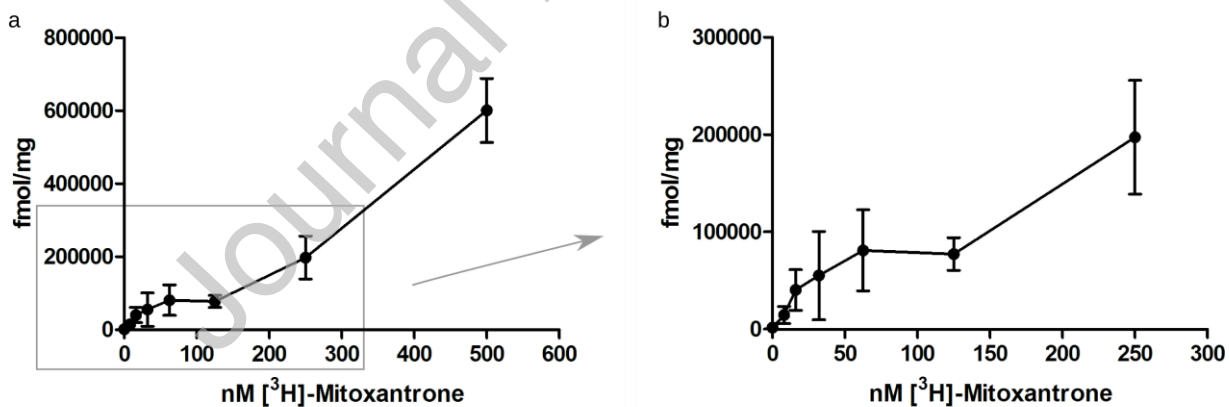 a
800000
600000
400000
200000
0
fmol/mg
0 100 200 300 400 500 600
nM [³H]-Mitoxantrone
Journal
b
300000
200000
100000
0
fmol/mg
0 50 100 150 200 250 300
nM [³H]-Mitoxantrone